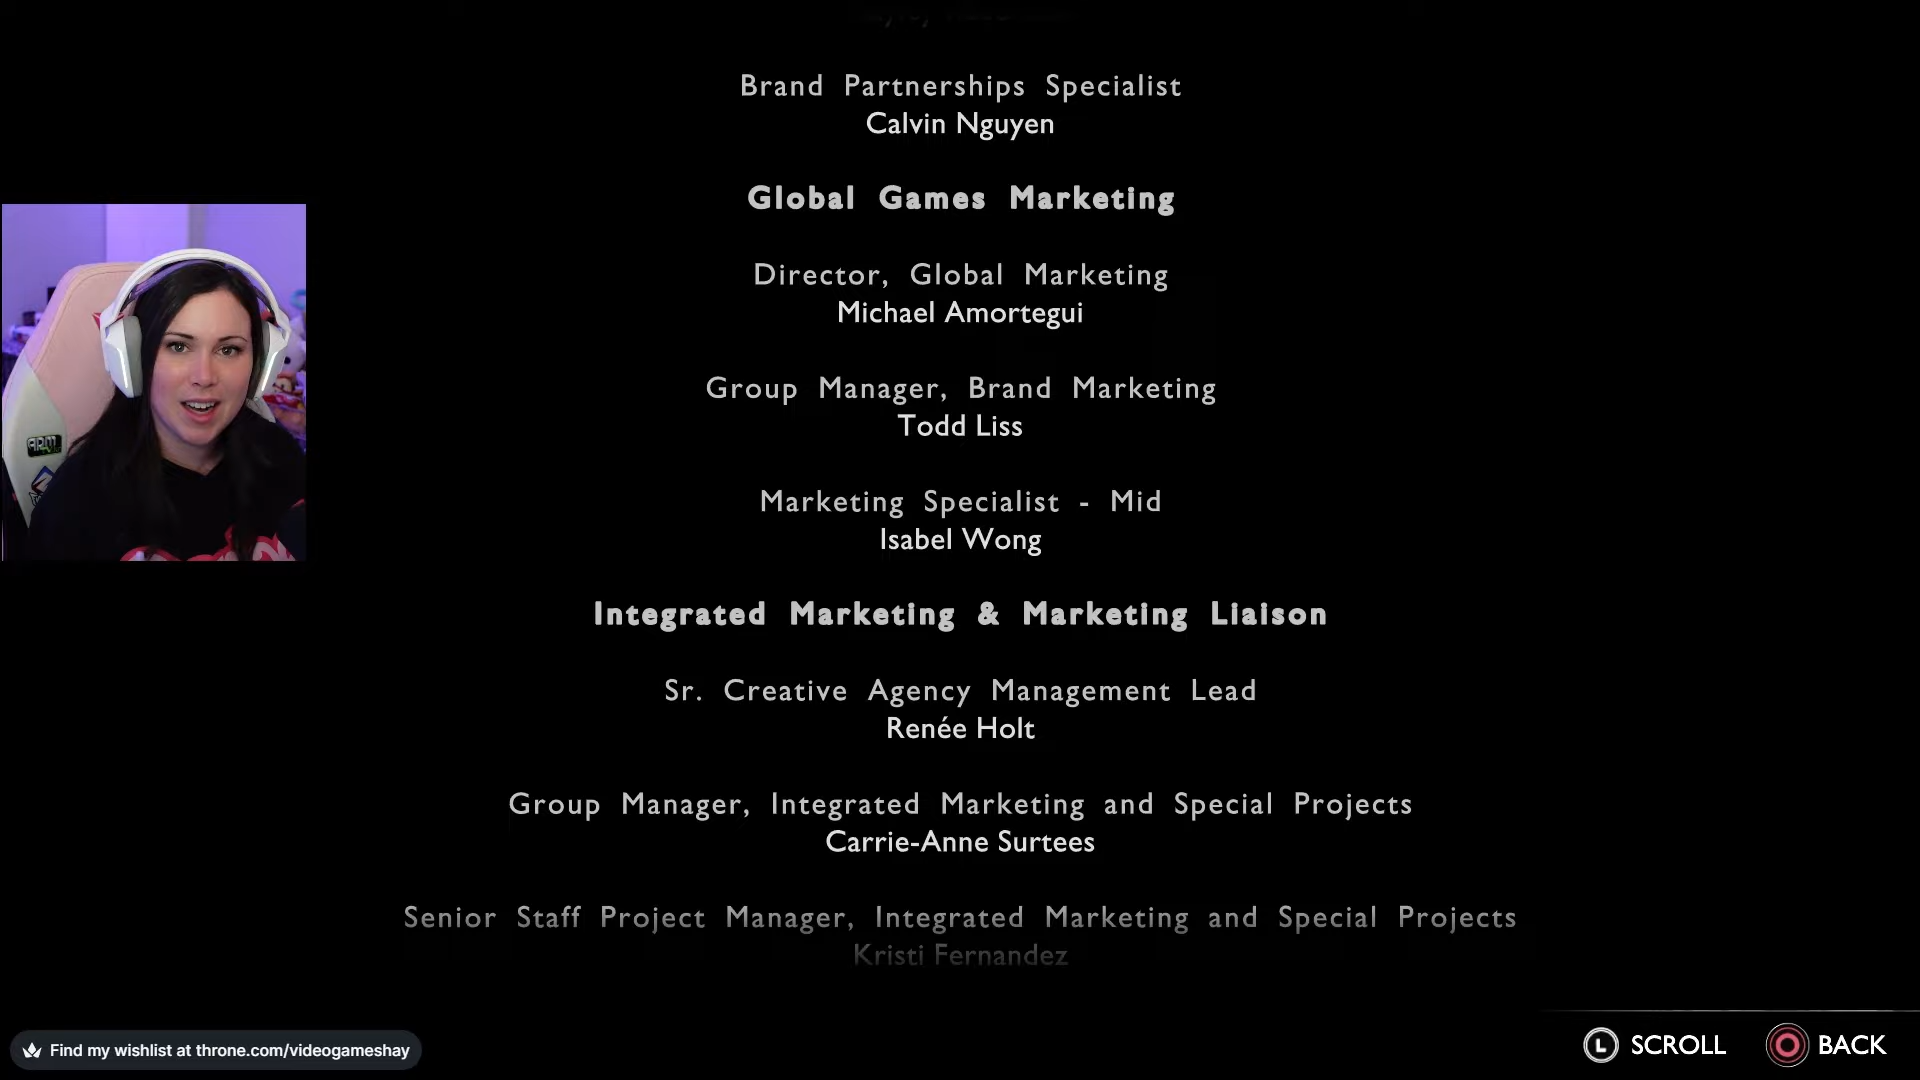 Brand Partnerships Specialist
Calvin Nguyen
Global Games Marketing
Director, Global Marketing
Michael Amortegui
Group Manager, Brand Marketing
Todd Liss
Marketing Specialist - Mid
Isabel Wong
Integrated Marketing & Marketing Liaison
Sr. Creative Agency Management Lead
Renée Holt
Group Manager, Integrated Marketing and Special Projects
Carrie-Anne Surtees
Senior Staff Project Manager, Integrated Marketing and Special Projects
Kristi Fernandez
Find my wishlist at throne.com/videogameshay
L SCROLL BACK